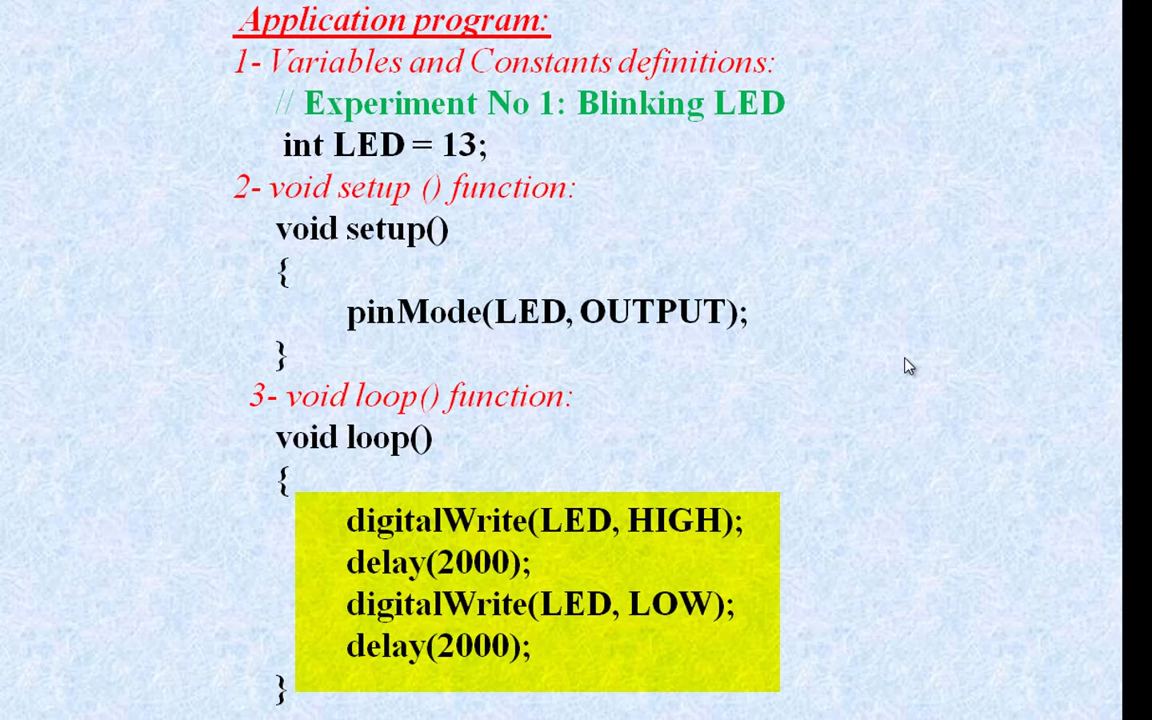 Application program:
1- Variables and Constants definitions:
// Experiment No 1: Blinking LED
int LED = 13;
2- void setup () function:
void setup()
{
pinMode(LED, OUTPUT);
}
3- void loop() function:
void loop()
{
digitalWrite(LED, HIGH);
delay(2000);
digitalWrite(LED, LOW);
delay(2000);
}